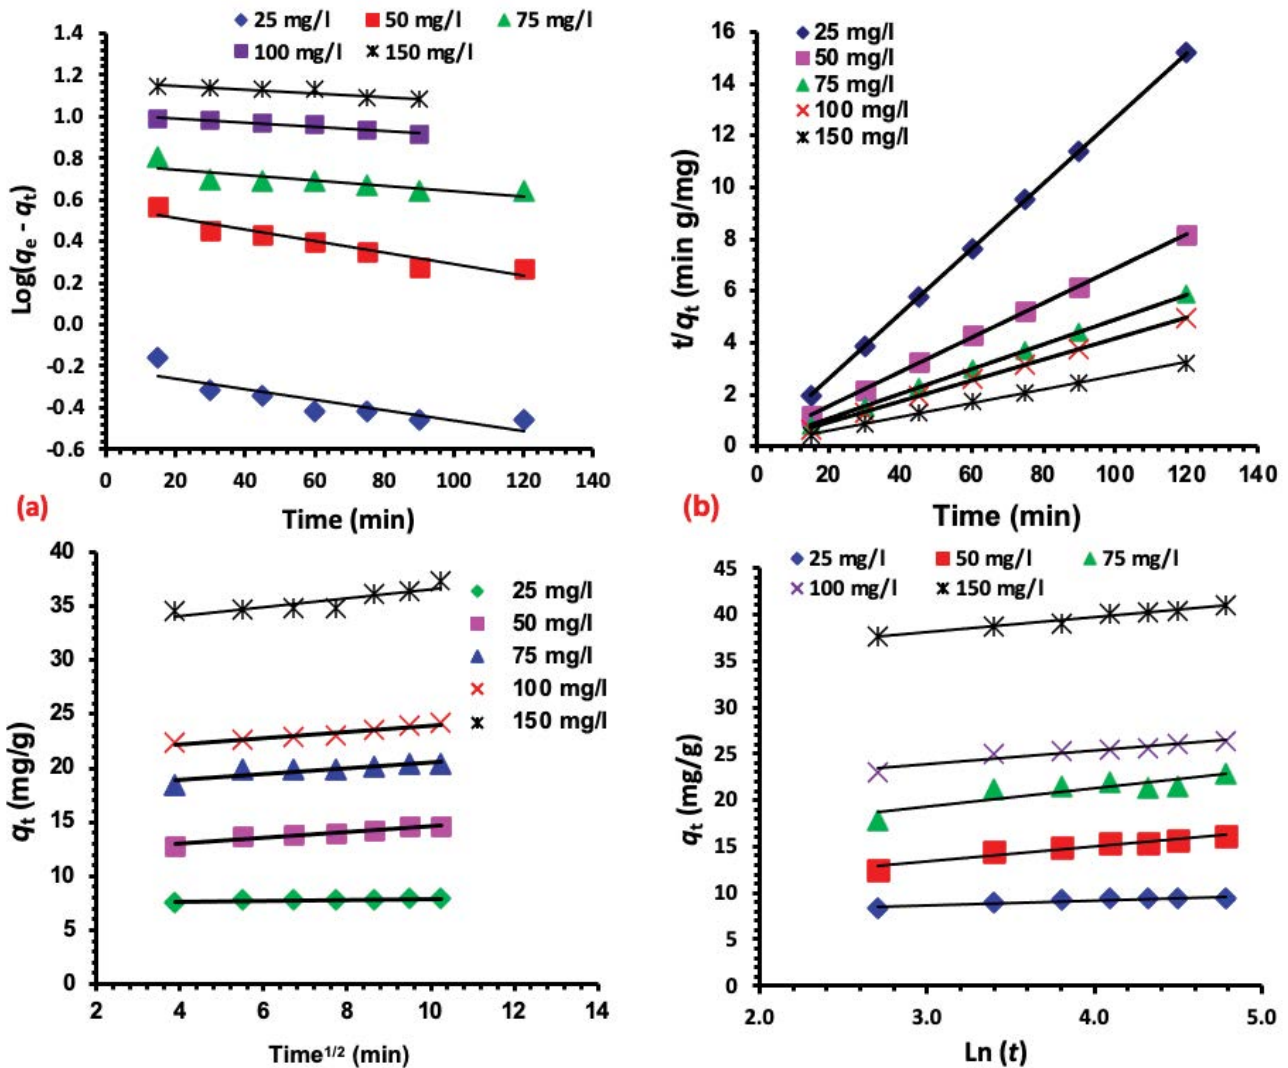 25 mg/l 50 mg/l 75 mg/l
100 mg/l 150 mg/l
1.4
1.2
1.0
0.8
0.6
0.4
0.2
0.0
-0.2
-0.4
-0.6
Log(qe - qt)
0 20 40 60 80 100 120 140
Time (min)
(a)
25 mg/l
50 mg/l
75 mg/l
100 mg/l
150 mg/l
16
14
12
10
8
6
4
2
0
t/qt (min g/mg)
0 20 40 60 80 100 120 140
Time (min)
(b)
40
35
30
25
20
15
10
5
0
qt (mg/g)
25 mg/l
50 mg/l
75 mg/l
100 mg/l
150 mg/l
2 4 6 8 10 12 14
Time1/2 (min)
25 mg/l 50 mg/l 75 mg/l
100 mg/l 150 mg/l
45
40
35
30
25
20
15
10
5
0
qt (mg/g)
2.0 3.0 4.0 5.0
Ln (t)